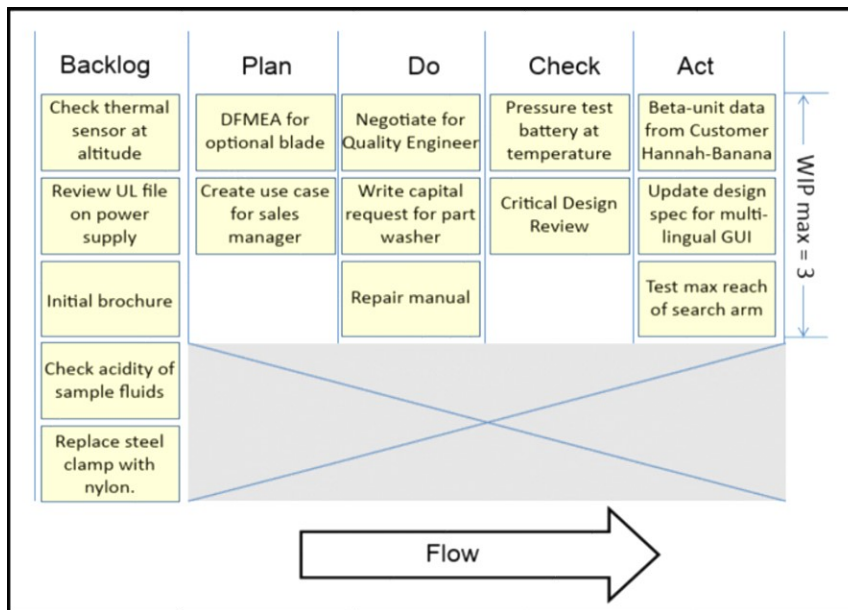 Backlog
Plan
Do
Check
Act
Check thermal
sensor at
altitude
Review UL file
on power
supply
Initial brochure
Check acidity of
sample fluids
Replace steel
clamp with
nylon.
DFMEA for
optional blade
Create use case
for sales
manager
Negotiate for
Quality Engineer
Write capital
request for part
washer
Repair manual
Pressure test
battery at
temperature
Critical Design
Review
Beta-unit data
from Customer
Hannah-Banana
Update design
spec for multi-
lingual GUI
Test max reach
of search arm
WIP max = 3
Flow